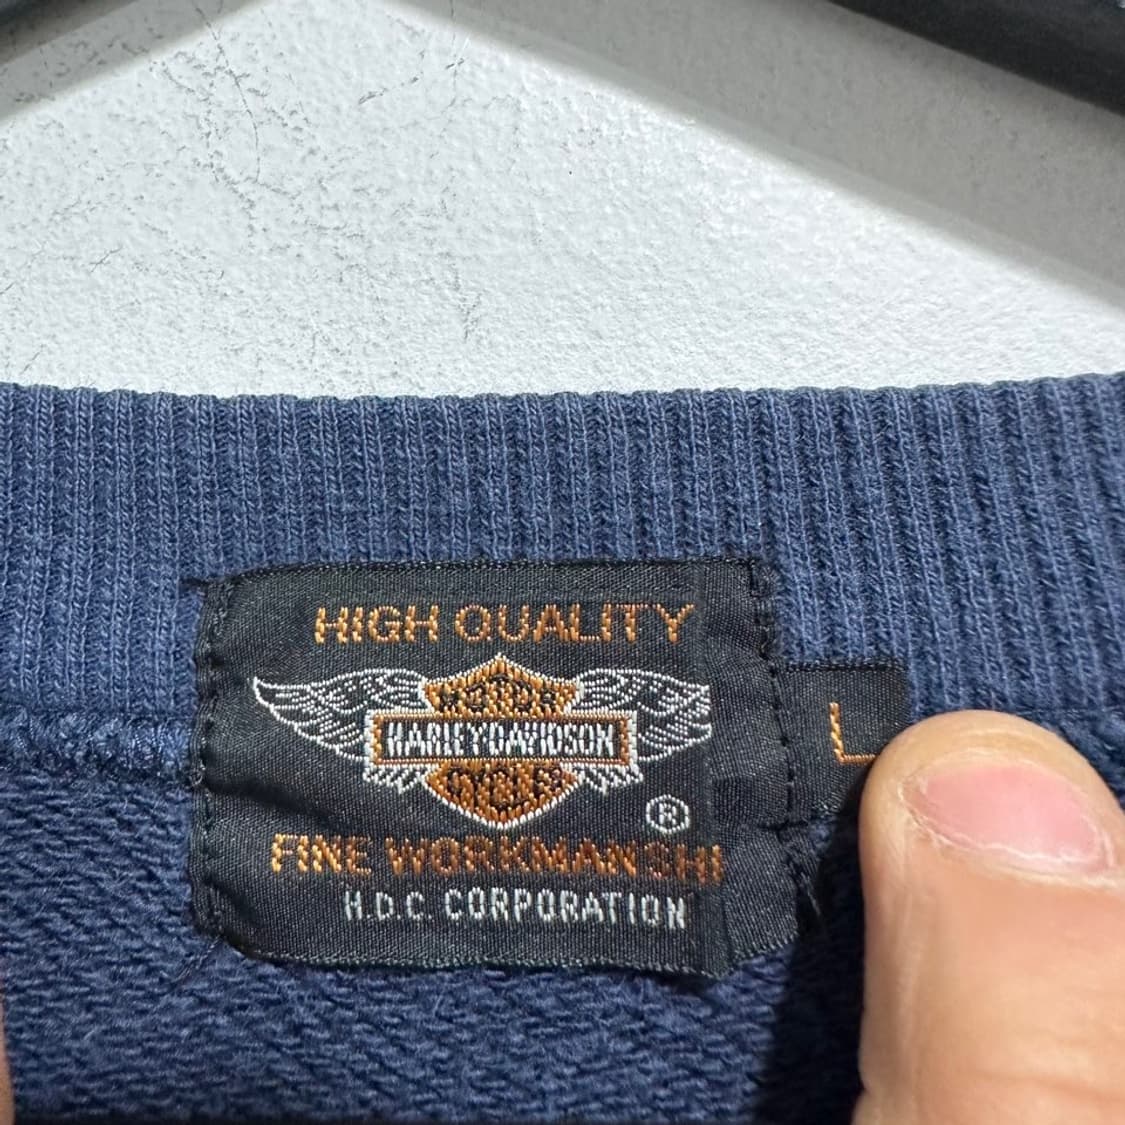 HIGH QUALITY
MOTOR
HARLEY-DAVIDSON
CYCLES
®
FINE WORKMANSHI
H.D.C. CORPORATION
L